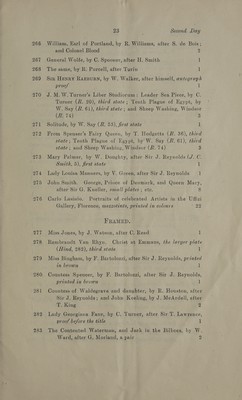 23 Second Day
266 William, Earl of Portland, by R. Williams, after S. de Bois;
and Colonel Blood 2
267 General Wolfe, by C. Spooner, after H. Smith 1
268 The same, by R. Purcell, after Tyrin 1
269 Sir Henry Raeburn, by W. Walker, after himself, autograph
proof 1
270 J. M. W. Turner's Liber Studiorum: Leader Sea Piece, by C.
Turner (R. 20), third state; Tenth Plague of Egypt, by
W. Say (R. 61), third state; and Sheep Washing, Windsor
(R. 74) 3
271 Solitude, by W. Say (R. 53), first state 1
272 From Spenser's Fairy Queen, by T. Hodgetts (R. 36), third
state; Tenth Plague of Egypt, by W. Say (R. 61), third
state; and Sheep Washing, Windsor (R. 74) 3
273 Mary Palmer, by W. Doughty, after Sir J. Reynolds (J. C.
Smith, 5), first state 1
274 Lady Louisa Manners, by V. Green, after Sir J. Reynolds 1
275 John Smith, George, Prince of Denmark, and Queen Mary,
after Sir G. Kneller, small plates; etc. 9
276 Carlo Lasinio. Portraits of celebrated Artists in the Uffizi
Gallery, Florence, mezzotints, printed in colours 22
Framed.
277 Miss Jones, by J. Watson, after C. Read 1
278 Rembrandt Van Rhyn. Christ at Emmaus, the larger plate
(Hind, 282), third state 1
279 Miss Bingham, by F. Bartolozzi, after Sir J. Reynolds, printed
in brown 1
280 Countess Spencer, by F. Bartolozzi, after Sir J. Reynolds,
printed in brown 1
281 Countess of Waldegrave and daughter, by R. Houston, after
Sir J. Reynolds; and John Keeling, by J. McArdell, after
T. King 2
282 Lady Georgiana Fane, by C. Turner, after Sir T. Lawrence,
proof before the title 1
283 The Contented Waterman; and Jack in the Bilboes, by W.
Ward, after G. Morland, a pair 2